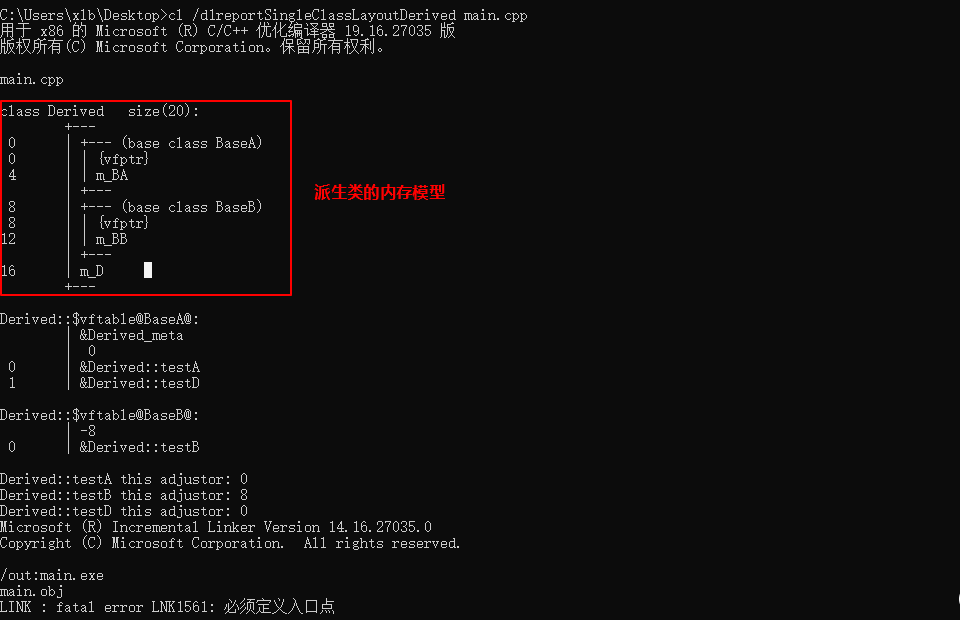 C:\Users\xlb\Desktop>cl /d1reportSingleClassLayoutDerived main.cpp
用于 x86 的 Microsoft (R) C/C++ 优化编译器 19.16.27035 版
版权所有(C) Microsoft Corporation。保留所有权利。
main.cpp
class Derived   size(20):
        +---
 0      | +--- (base class BaseA)
 0      | | {vfptr}
 4      | | m_BA
        | +---
 8      | +--- (base class BaseB)
 8      | | {vfptr}
12      | | m_BB
        | +---
16      | m_D
        +---
派生类的内存模型
Derived::$vftable@BaseA@:
        | &Derived_meta
        |  0
 0      | &Derived::testA
 1      | &Derived::testD
Derived::$vftable@BaseB@:
        | -8
 0      | &Derived::testB
Derived::testA this adjustor: 0
Derived::testB this adjustor: 8
Derived::testD this adjustor: 0
Microsoft (R) Incremental Linker Version 14.16.27035.0
Copyright (C) Microsoft Corporation.  All rights reserved.
/out:main.exe
main.obj
LINK : fatal error LNK1561: 必须定义入口点